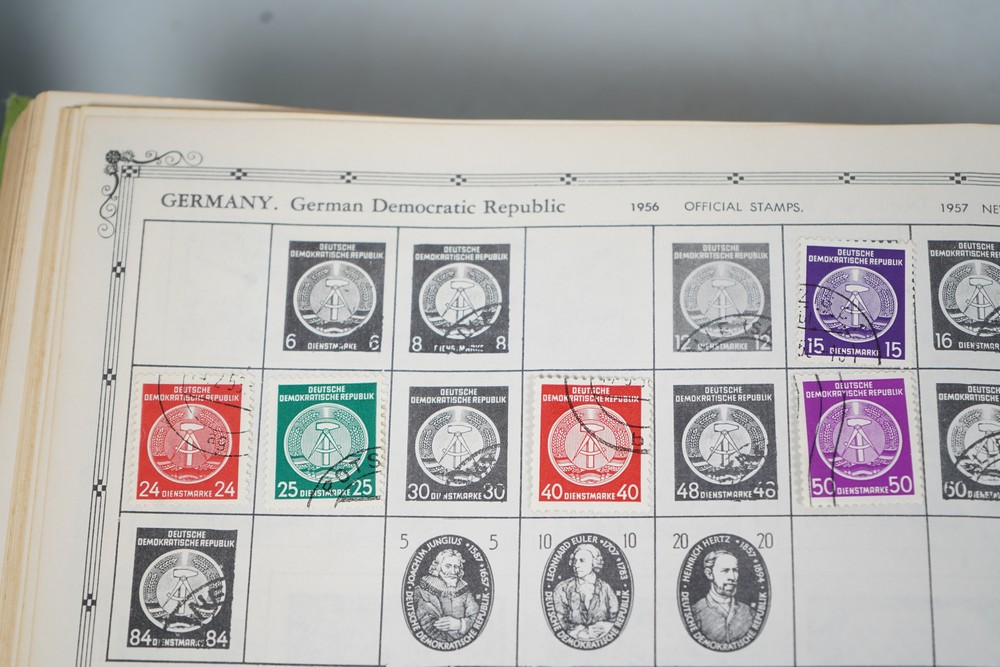 GERMANY. German Democratic Republic 1956 OFFICIAL STAMPS. 1957
DEUTSCHE
DEMOKRATISCHE REPUBLIK
6 DIENSTMARKE 6
DEUTSCHE
DEMOKRATISCHE REPUBLIK
8 DIENSTMARKE 8
DEUTSCHE
DEMOKRATISCHE REPUBLIK
12 DIENSTMARKE 12
DEUTSCHE
DEMOKRATISCHE REPUBLIK
15 DIENSTMARKE 15
DEUTSCHE
DEMOKRATISCHE
16 DIENSTMARKE
DEUTSCHE
DEMOKRATISCHE REPUBLIK
24 DIENSTMARKE 24
DEUTSCHE
DEMOKRATISCHE REPUBLIK
25 DIENSTMARKE 25
DEUTSCHE
DEMOKRATISCHE REPUBLIK
30 DIENSTMARKE 30
DEUTSCHE
DEMOKRATISCHE REPUBLIK
40 DIENSTMARKE 40
DEUTSCHE
DEMOKRATISCHE REPUBLIK
48 DIENSTMARKE 48
DEUTSCHE
DEMOKRATISCHE REPUBLIK
50 DIENSTMARKE 50
DEUTSCHE
DEMOKRATISCHE
60 DIENSTMARKE
DEUTSCHE
DEMOKRATISCHE REPUBLIK
84 DIENSTMARKE 84
5 5
JOACHIM JUNGIUS • 1587 • 1657
DEUTSCHE DEMOKRATISCHE REPUBLIK
10 10
LEONHARD EULER • 1707 • 1783
DEUTSCHE DEMOKRATISCHE REPUBLIK
20 20
HEINRICH HERTZ • 1857 • 1894
DEUTSCHE DEMOKRATISCHE REPUBLIK